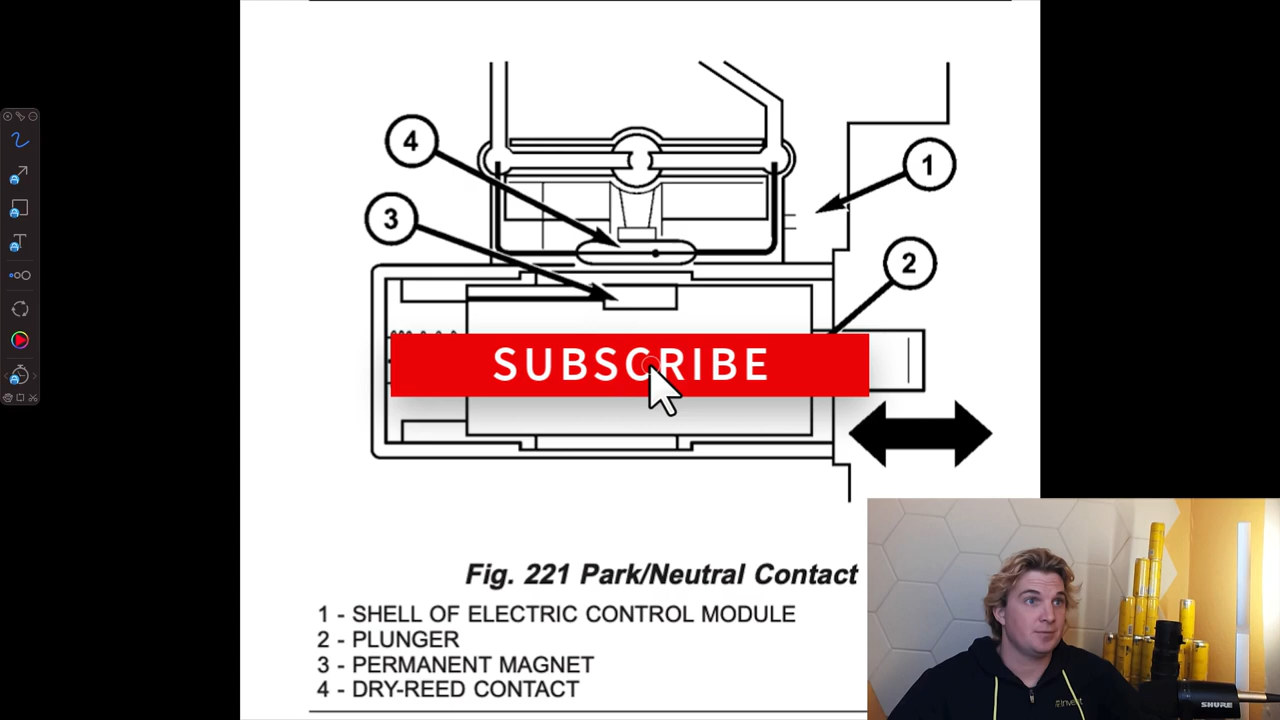 4
1
3
2
SUBSCRIBE
Fig. 221 Park/Neutral Contact
1 - SHELL OF ELECTRIC CONTROL MODULE
2 - PLUNGER
3 - PERMANENT MAGNET
4 - DRY-REED CONTACT
SHURE